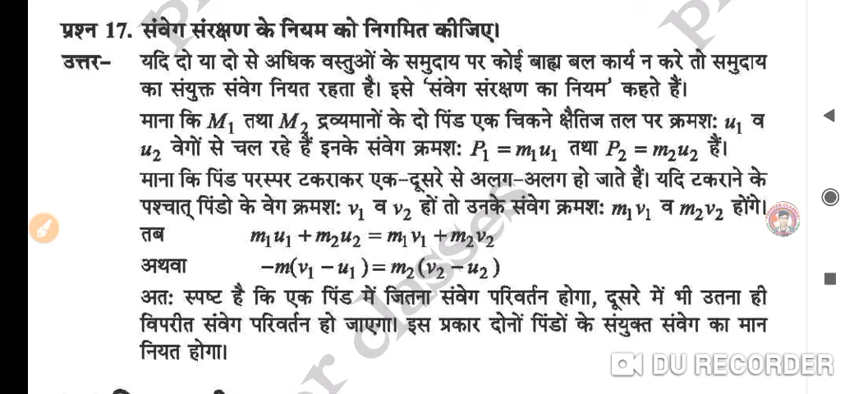 प्रश्न 17. संवेग संरक्षण के नियम को निगमित कीजिए।
उत्तर– यदि दो या दो से अधिक वस्तुओं के समुदाय पर कोई बाह्य बल कार्य न करे तो समुदाय
का संयुक्त संवेग नियत रहता है। इसे 'संवेग संरक्षण का नियम' कहते हैं।
माना कि M₁ तथा M₂ द्रव्यमानों के दो पिंड एक चिकने क्षैतिज तल पर क्रमश: u₁ व
u₂ वेगों से चल रहे हैं इनके संवेग क्रमश: P₁ = m₁u₁ तथा P₂ = m₂u₂ हैं।
माना कि पिंड परस्पर टकराकर एक-दूसरे से अलग-अलग हो जाते हैं। यदि टकराने के
पश्चात् पिंडो के वेग क्रमश: v₁ व v₂ हों तो उनके संवेग क्रमश: m₁v₁ व m₂v₂ होंगे।
तब m₁u₁ + m₂u₂ = m₁v₁ + m₂v₂
अथवा –m(v₁ – u₁) = m₂(v₂ – u₂)
अत: स्पष्ट है कि एक पिंड में जितना संवेग परिवर्तन होगा, दूसरे में भी उतना ही
विपरीत संवेग परिवर्तन हो जाएगा। इस प्रकार दोनों पिंडों के संयुक्त संवेग का मान
नियत होगा।
DU RECORDER
classes